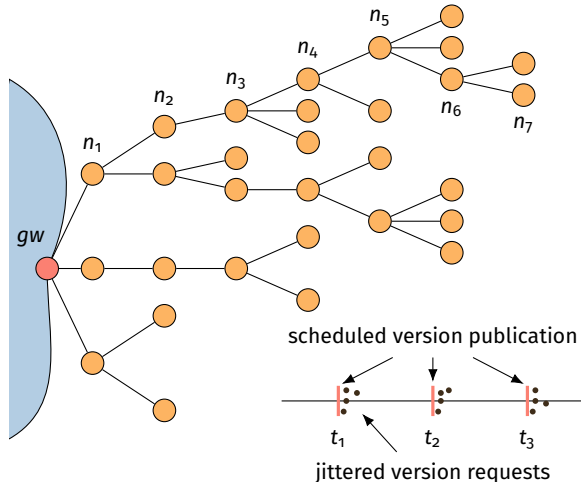 n5
n4
n3
n2
n6
n7
n1
gw
scheduled version publication
t1
t2
t3
jittered version requests